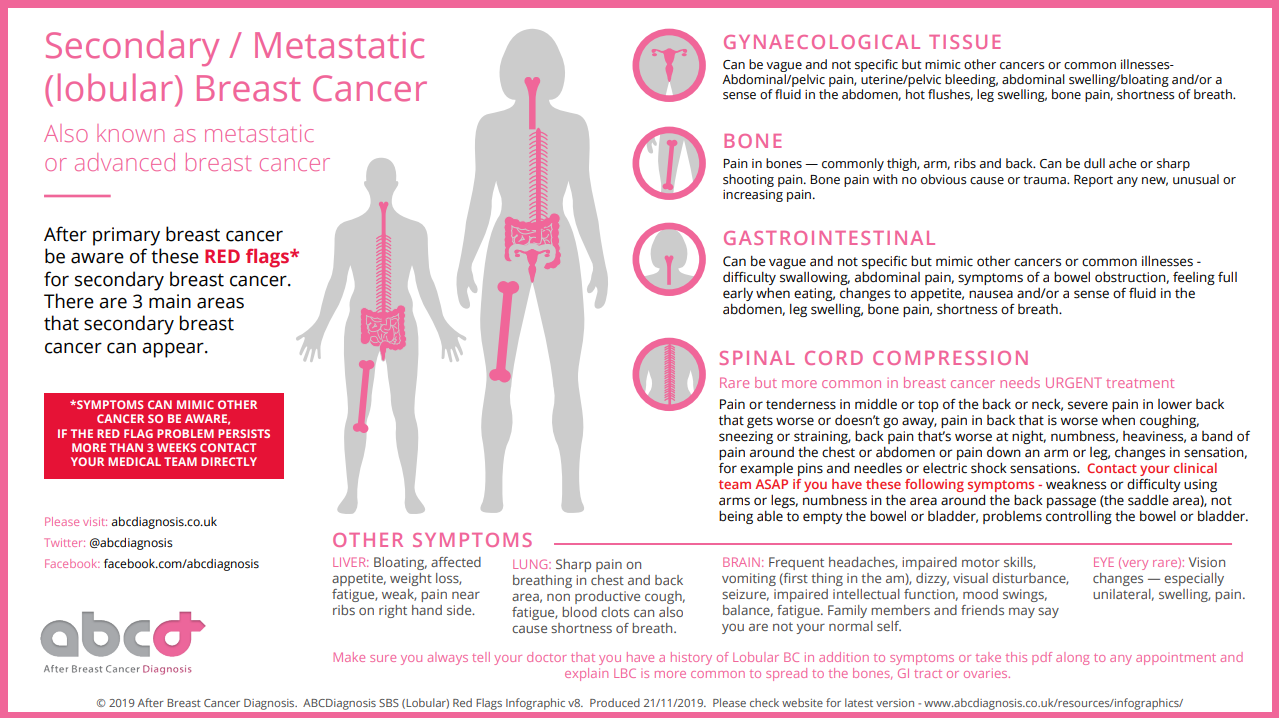 Secondary / Metastatic
(lobular) Breast Cancer
Also known as metastatic
or advanced breast cancer
After primary breast cancer
be aware of these RED flags*
for secondary breast cancer.
There are 3 main areas
that secondary breast
cancer can appear.
*SYMPTOMS CAN MIMIC OTHER
CANCER SO BE AWARE,
IF THE RED FLAG PROBLEM PERSISTS
MORE THAN 3 WEEKS CONTACT
YOUR MEDICAL TEAM DIRECTLY
Please visit: abcdiagnosis.co.uk
Twitter: @abcdiagnosis
Facebook: facebook.com/abcdiagnosis
abcd
After Breast Cancer Diagnosis
GYNAECOLOGICAL TISSUE
Can be vague and not specific but mimic other cancers or common illnesses-
Abdominal/pelvic pain, uterine/pelvic bleeding, abdominal swelling/bloating and/or a
sense of fluid in the abdomen, hot flushes, leg swelling, bone pain, shortness of breath.
BONE
Pain in bones — commonly thigh, arm, ribs and back. Can be dull ache or sharp
shooting pain. Bone pain with no obvious cause or trauma. Report any new, unusual or
increasing pain.
GASTROINTESTINAL
Can be vague and not specific but mimic other cancers or common illnesses -
difficulty swallowing, abdominal pain, symptoms of a bowel obstruction, feeling full
early when eating, changes to appetite, nausea and/or a sense of fluid in the
abdomen, leg swelling, bone pain, shortness of breath.
SPINAL CORD COMPRESSION
Rare but more common in breast cancer needs URGENT treatment
Pain or tenderness in middle or top of the back or neck, severe pain in lower back
that gets worse or doesn't go away, pain in back that is worse when coughing,
sneezing or straining, back pain that's worse at night, numbness, heaviness, a band of
pain around the chest or abdomen or pain down an arm or leg, changes in sensation,
for example pins and needles or electric shock sensations. Contact your clinical
team ASAP if you have these following symptoms - weakness or difficulty using
arms or legs, numbness in the area around the back passage (the saddle area), not
being able to empty the bowel or bladder, problems controlling the bowel or bladder.
OTHER SYMPTOMS
LIVER: Bloating, affected
appetite, weight loss,
fatigue, weak, pain near
ribs on right hand side.
LUNG: Sharp pain on
breathing in chest and back
area, non productive cough,
fatigue, blood clots can also
cause shortness of breath.
BRAIN: Frequent headaches, impaired motor skills,
vomiting (first thing in the am), dizzy, visual disturbance,
seizure, impaired intellectual function, mood swings,
balance, fatigue. Family members and friends may say
you are not your normal self.
EYE (very rare): Vision
changes — especially
unilateral, swelling, pain.
Make sure you always tell your doctor that you have a history of Lobular BC in addition to symptoms or take this pdf along to any appointment and
explain LBC is more common to spread to the bones, GI tract or ovaries.
© 2019 After Breast Cancer Diagnosis. ABCDiagnosis SBS (Lobular) Red Flags Infographic v8. Produced 21/11/2019. Please check website for latest version - www.abcdiagnosis.co.uk/resources/infographics/